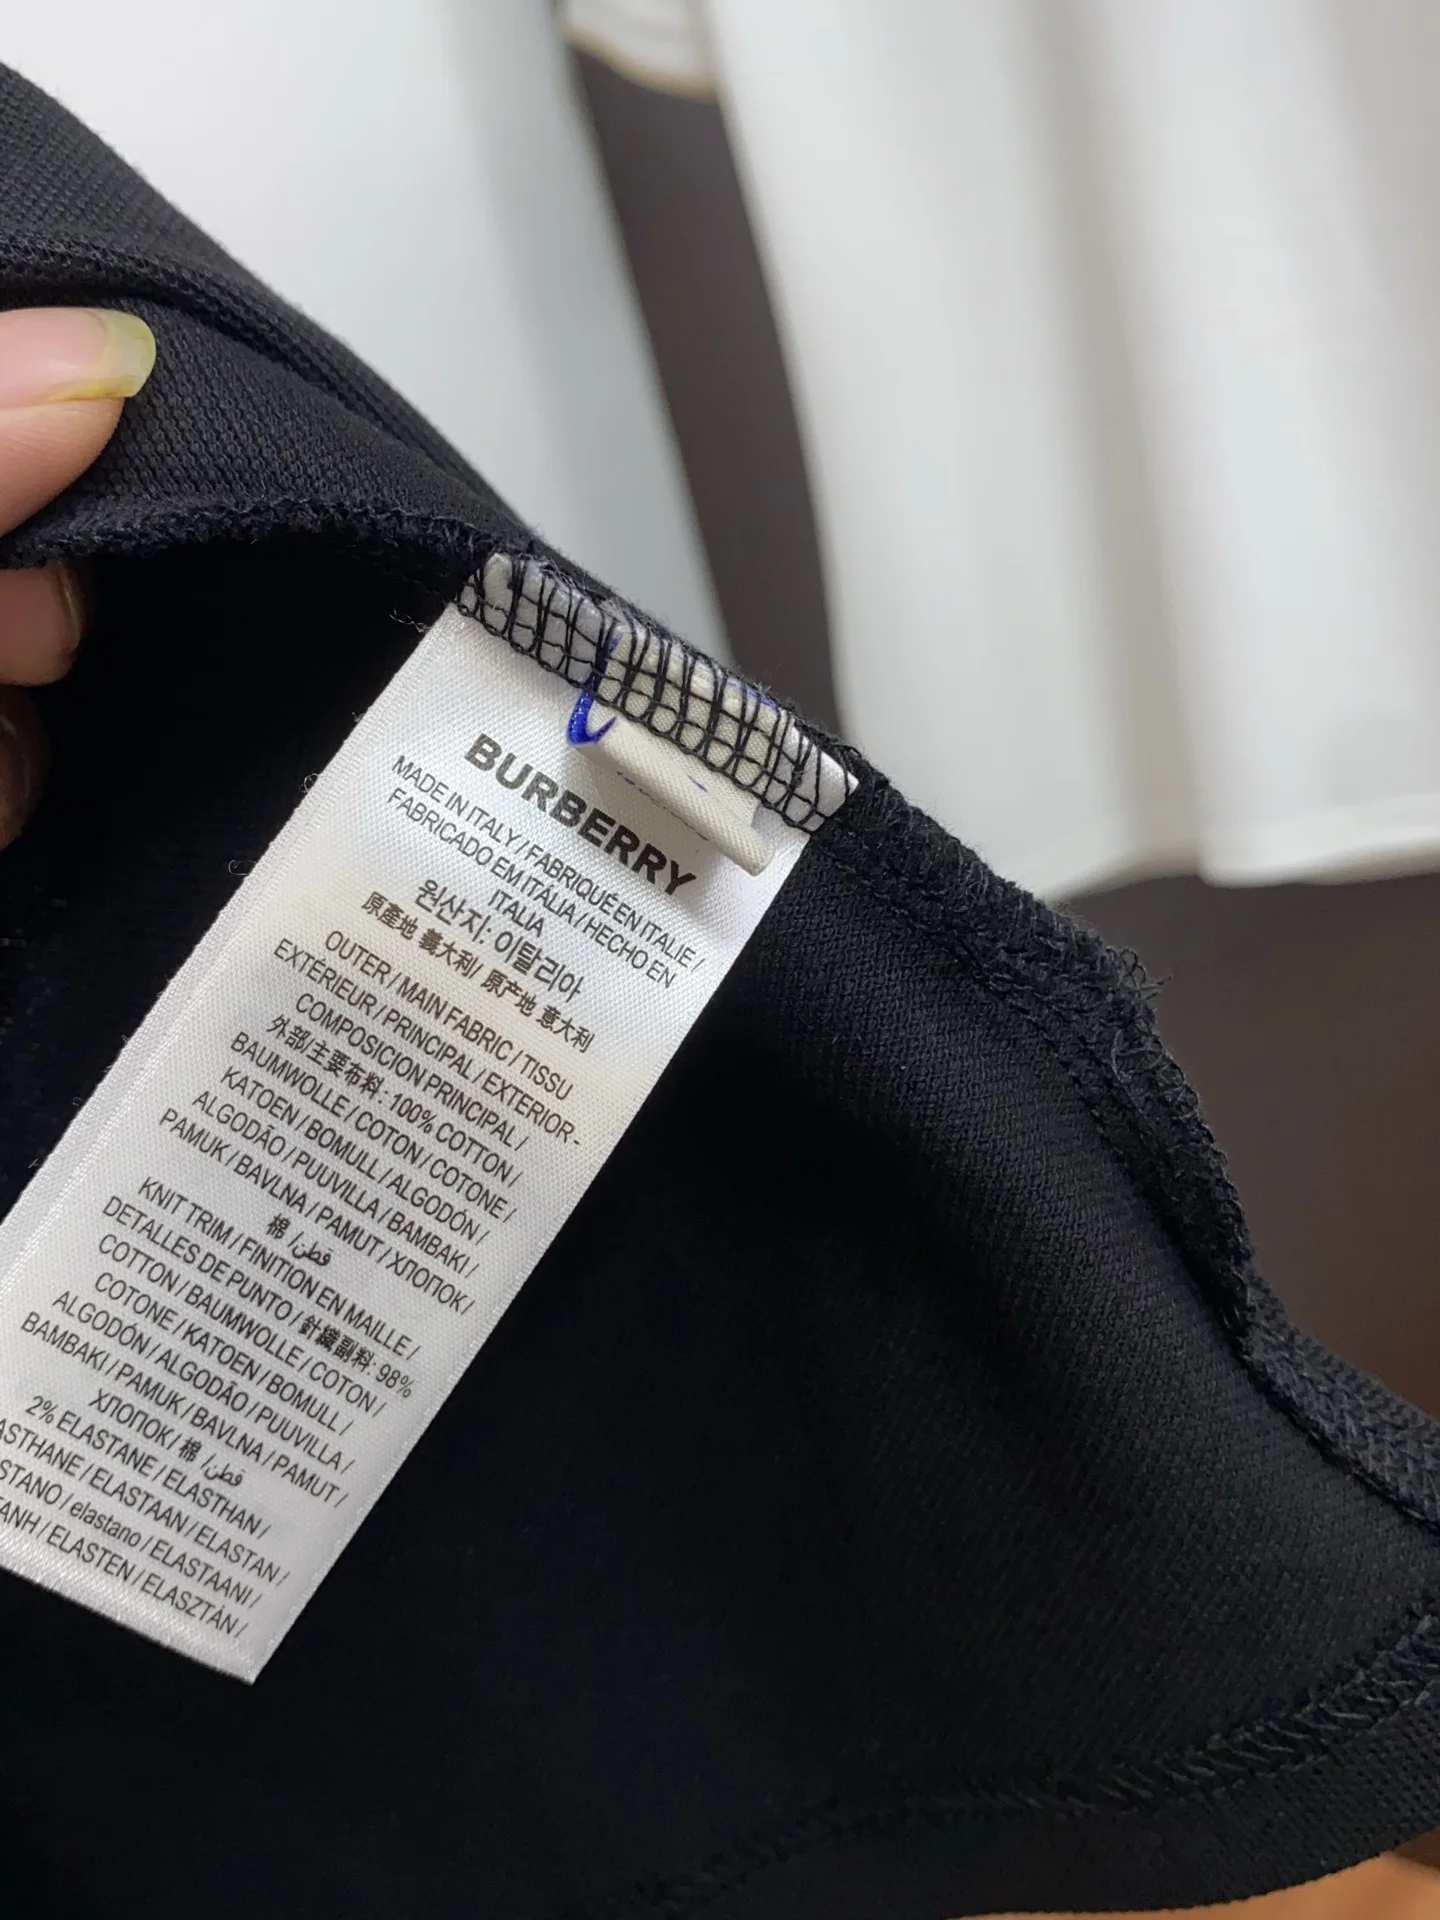 BURBERRY
MADE IN ITALY / FABRIQUÉ EN ITALIE /
FABRICADO EM ITÁLIA / HECHO EN
ITALIA
원산지: 이탈리아
原產地 義大利/ 原产地 意大利
OUTER / MAIN FABRIC / TISSU
EXTÉRIEUR / PRINCIPAL / EXTERIOR-
COMPOSICION PRINCIPAL /
外部/主要布料 : 100% COTTON /
BAUMWOLLE / COTON / COTONE /
KATOEN / BOMULL / ALGODÓN /
ALGODÃO / PUUVILLA / BAMBAKI /
PAMUK / BAVLNA / PAMUT / ХЛОПОК /
棉 / قطن/
KNIT TRIM / FINITION EN MAILLE /
DETALLES DE PUNTO / 針織副料: 98%
COTTON / BAUMWOLLE / COTON /
COTONE / KATOEN / BOMULL /
ALGODÓN / ALGODÃO / PUUVILLA /
BAMBAKI / PAMUK / BAVLNA / PAMUT /
ХЛОПОК / 棉 / قطن/
2% ELASTANE / ELASTHAN /
ASTHANE / ELASTAAN / ELASTAN /
STANO / elastano / ELASTAANI /
ANH / ELASTEN / ELASZTÁN /